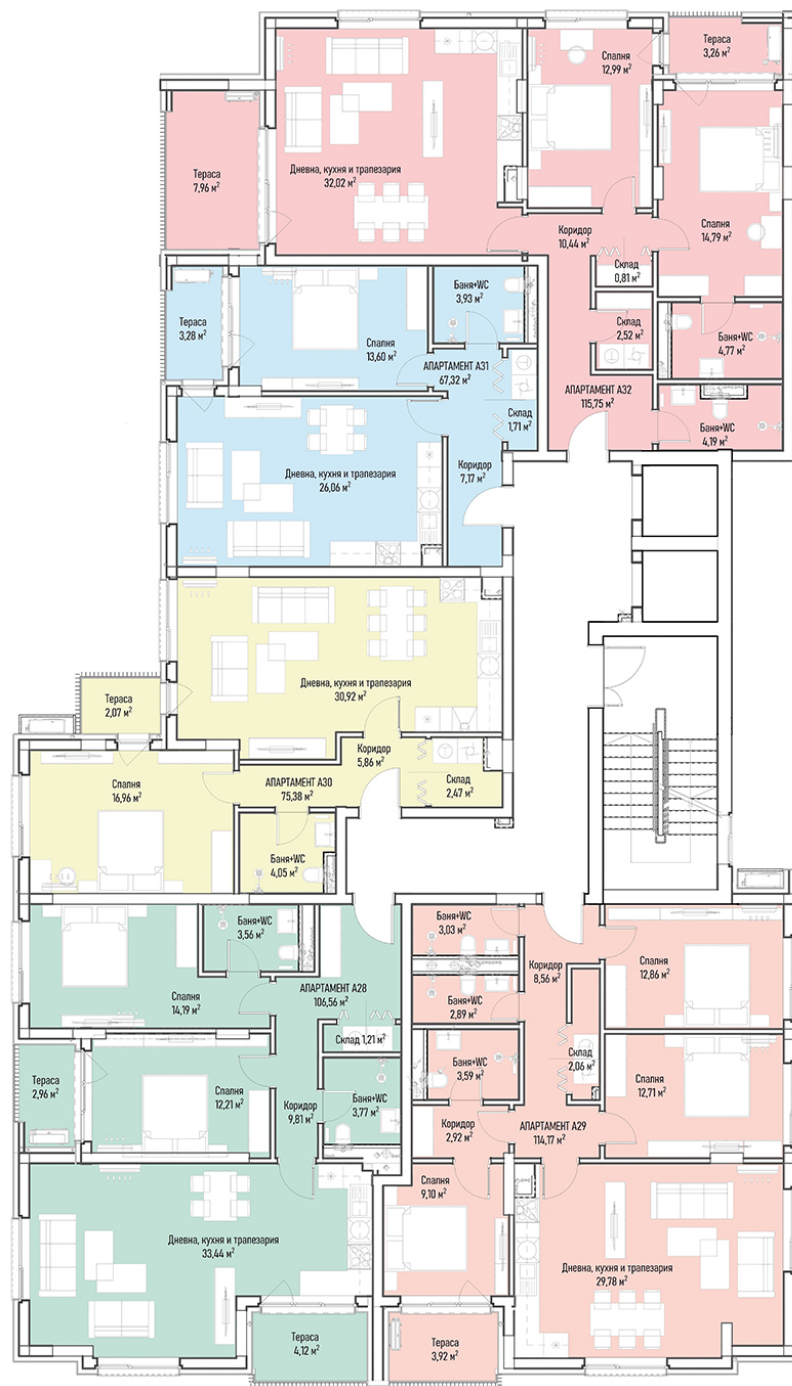 Тераса
3,26 м²
Спалня
12,99 м²
Тераса
7,96 м²
Дневна, кухня и трапезария
32,02 м²
Спалня
14,79 м²
Коридор
10,44 м²
Склад
0,81 м²
Баня+WC
3,93 м²
Тераса
3,28 м²
Спалня
13,60 м²
Склад
2,52 м²
Баня+WC
4,77 м²
АПАРТАМЕНТ А31
67,32 м²
АПАРТАМЕНТ А32
115,75 м²
Склад
1,71 м²
Баня+WC
4,19 м²
Дневна, кухня и трапезария
26,06 м²
Коридор
7,17 м²
Дневна, кухня и трапезария
30,92 м²
Тераса
2,07 м²
Коридор
5,86 м²
Спалня
16,96 м²
АПАРТАМЕНТ А30
75,38 м²
Склад
2,47 м²
Баня+WC
4,05 м²
Баня+WC
3,56 м²
Баня+WC
3,03 м²
Коридор
8,56 м²
Спалня
12,86 м²
Спалня
14,19 м²
АПАРТАМЕНТ А28
106,56 м²
Баня+WC
2,89 м²
Склад 1,21 м²
Склад
2,06 м²
Тераса
2,96 м²
Спалня
12,21 м²
Баня+WC
3,59 м²
Спалня
12,71 м²
Коридор
9,81 м²
Баня+WC
3,77 м²
Коридор
2,92 м²
АПАРТАМЕНТ А29
114,17 м²
Спалня
9,10 м²
Дневна, кухня и трапезария
33,44 м²
Дневна, кухня и трапезария
29,78 м²
Тераса
4,12 м²
Тераса
3,92 м²